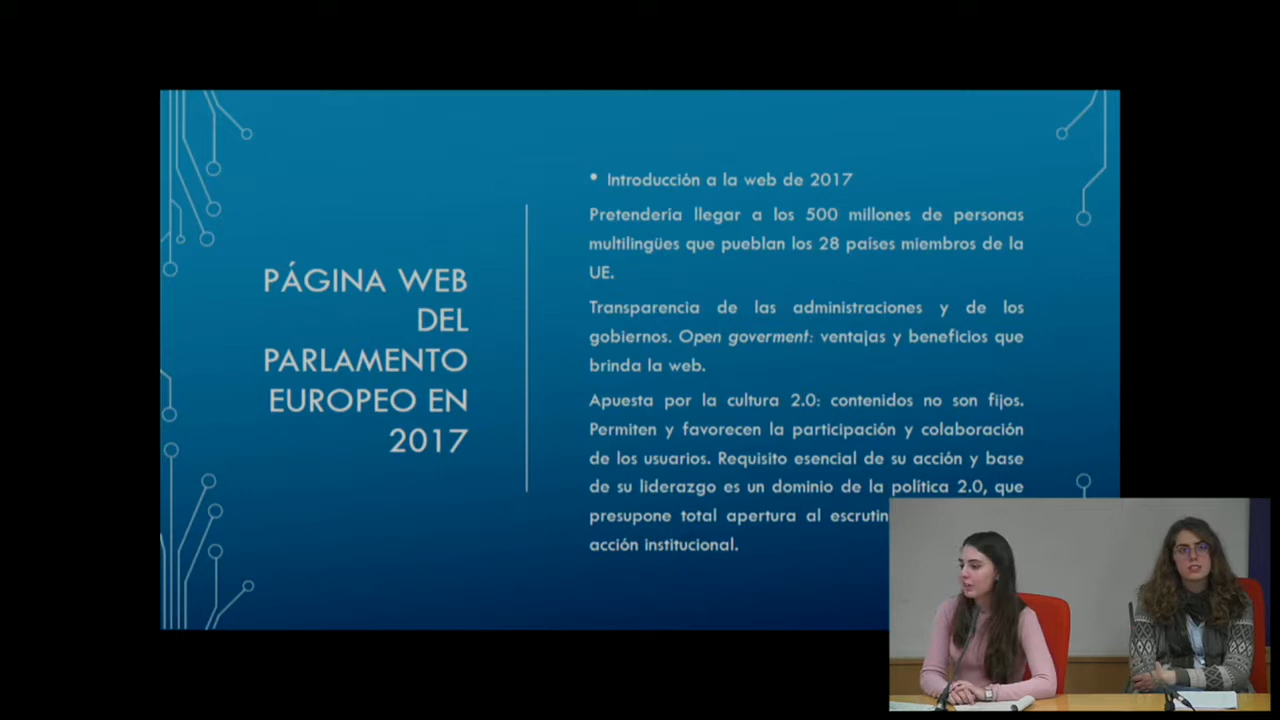 PÁGINA WEB
DEL
PARLAMENTO
EUROPEO EN
2017
• Introducción a la web de 2017
Pretendería llegar a los 500 millones de personas
multilingües que pueblan los 28 países miembros de la
UE.
Transparencia de las administraciones y de los
gobiernos. Open goverment: ventajas y beneficios que
brinda la web.
Apuesta por la cultura 2.0: contenidos no son fijos.
Permiten y favorecen la participación y colaboración
de los usuarios. Requisito esencial de su acción y base
de su liderazgo es un dominio de la política 2.0, que
presupone total apertura al escrutin
acción institucional.